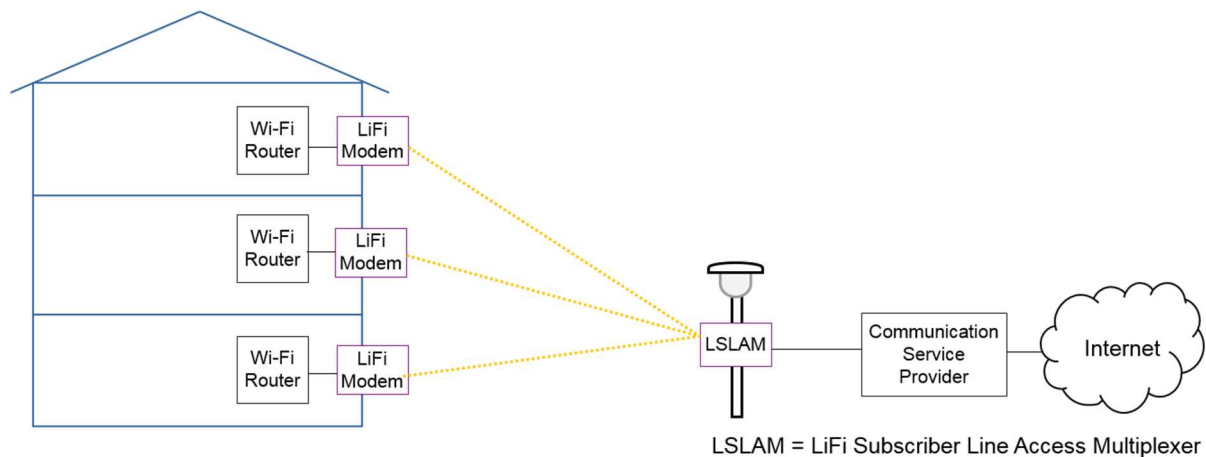 Wi-Fi
Router
LiFi
Modem
Wi-Fi
Router
LiFi
Modem
Wi-Fi
Router
LiFi
Modem
LSLAM
Communication
Service
Provider
Internet
LSLAM = LiFi Subscriber Line Access Multiplexer